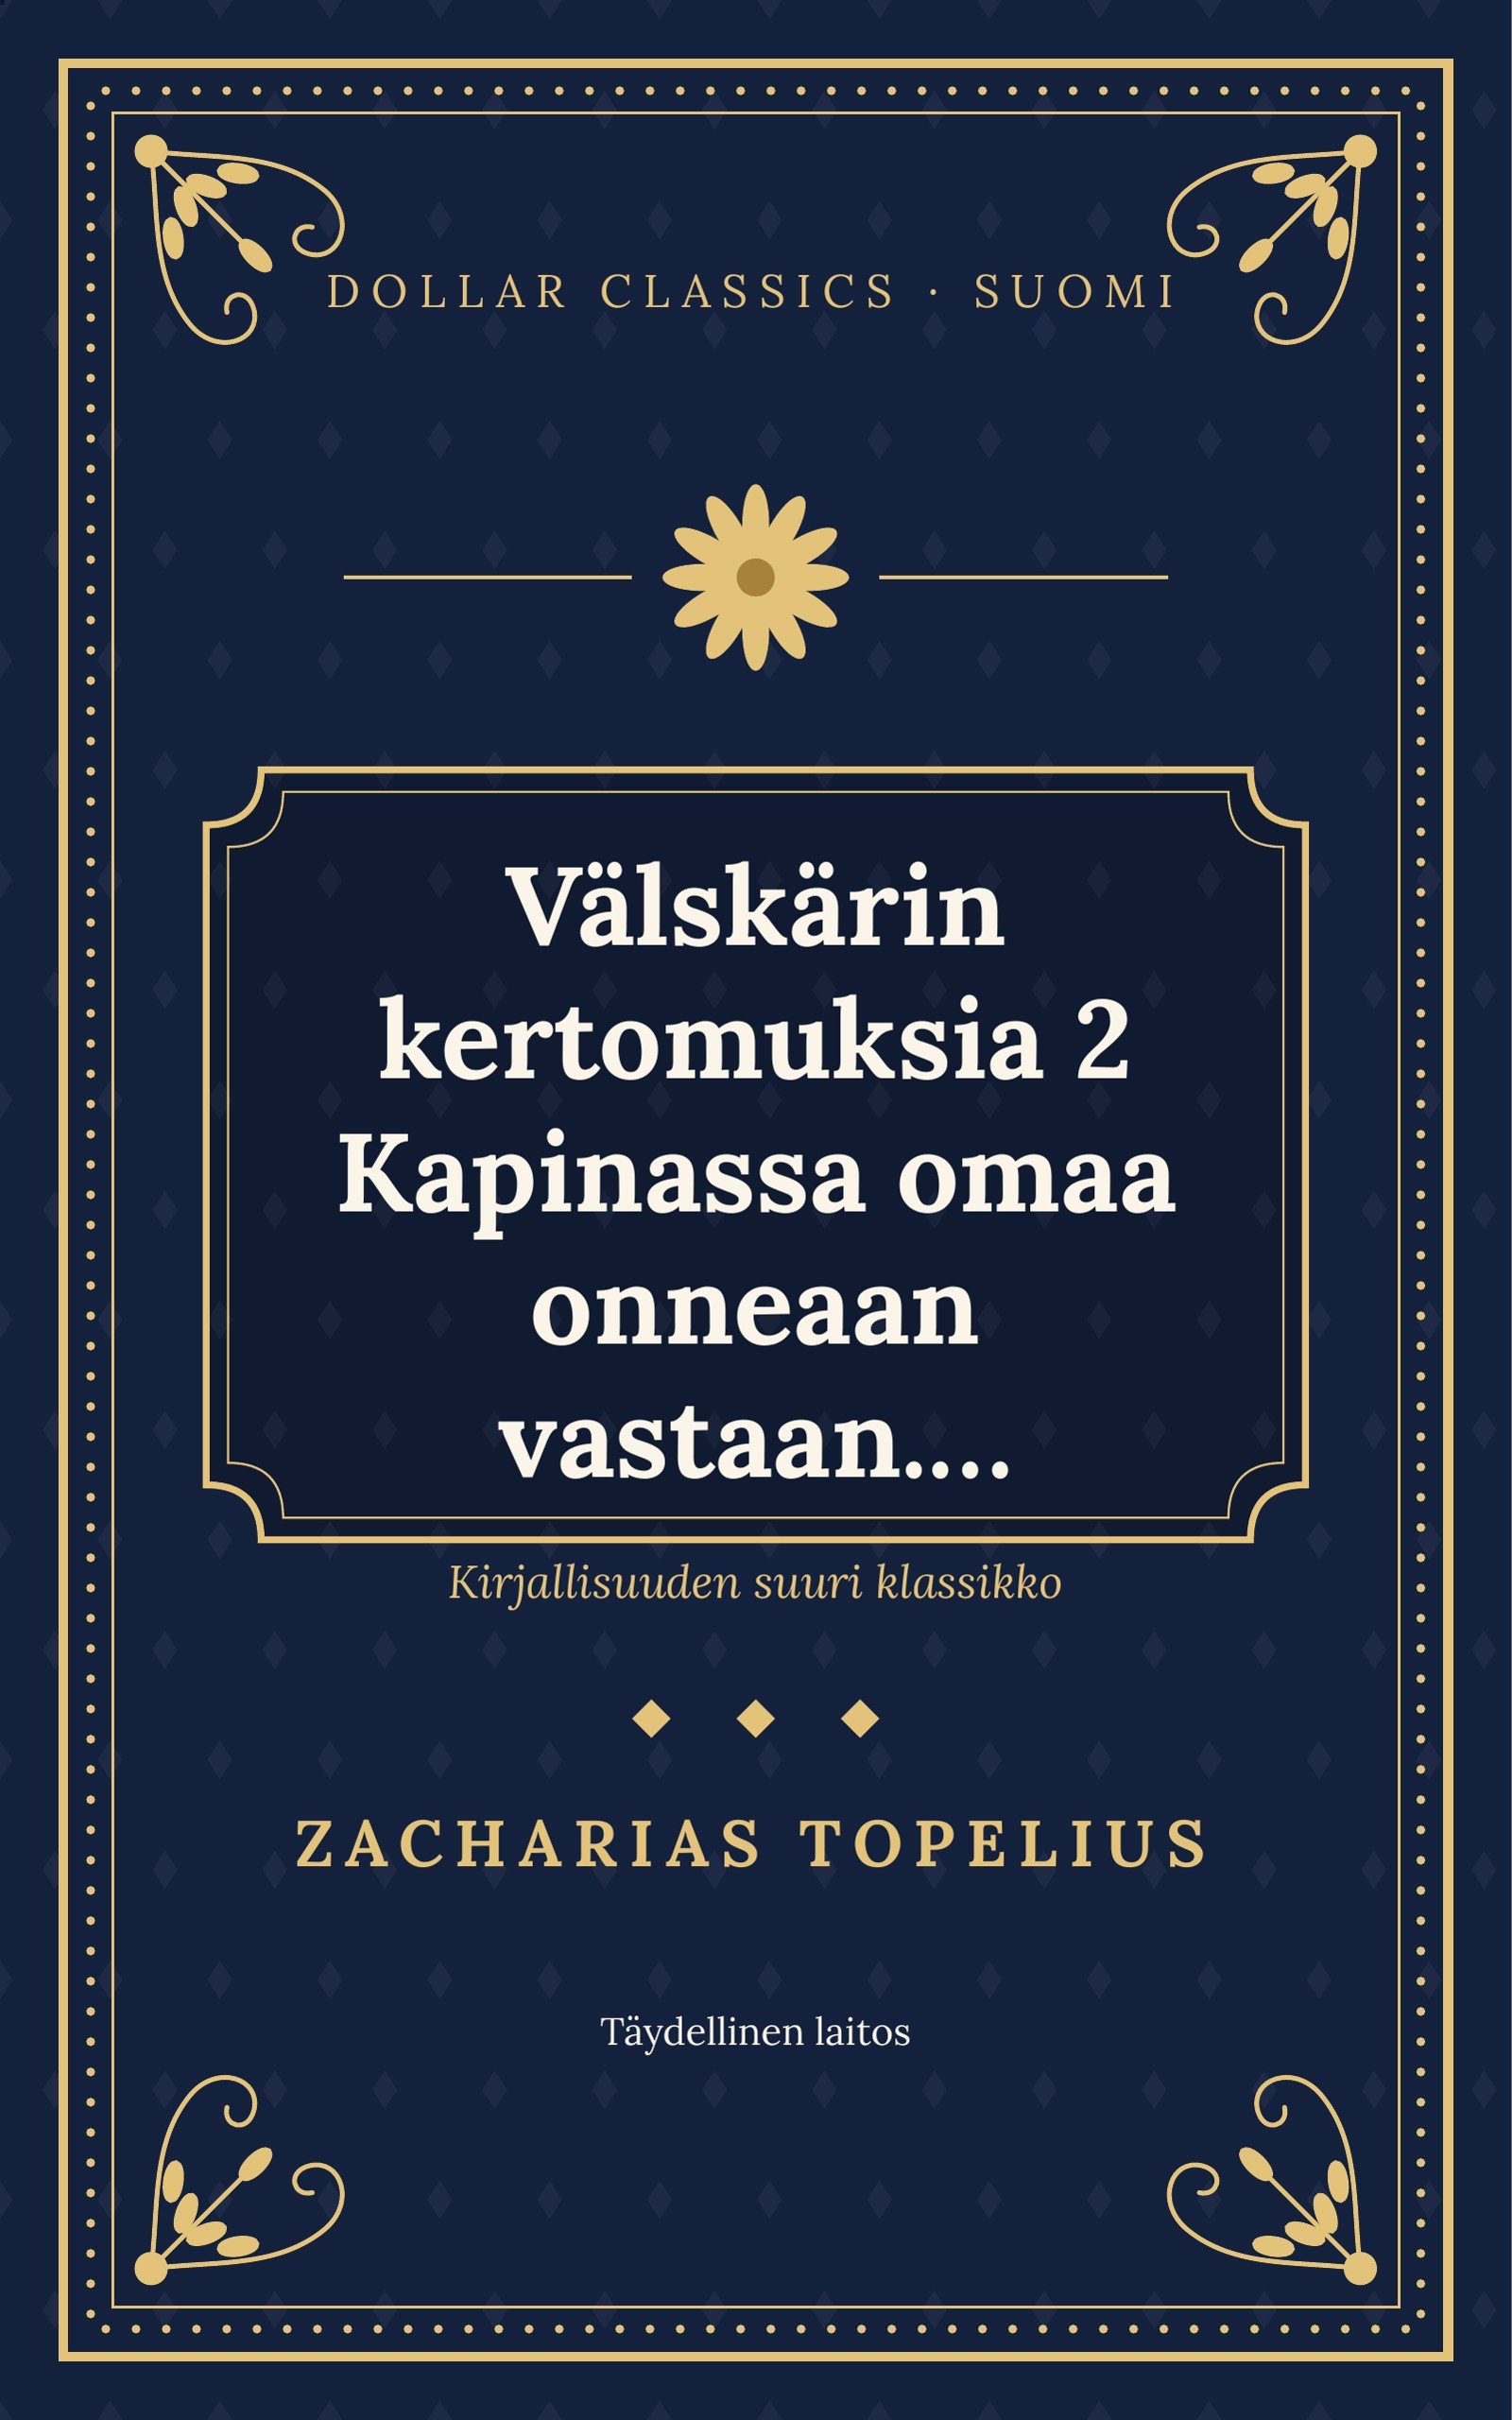 DOLLAR CLASSICS · SUOMI
Välskärin
kertomuksia 2
Kapinassa omaa
onneaan
vastaan....
Kirjallisuuden suuri klassikko
ZACHARIAS TOPELIUS
Täydellinen laitos